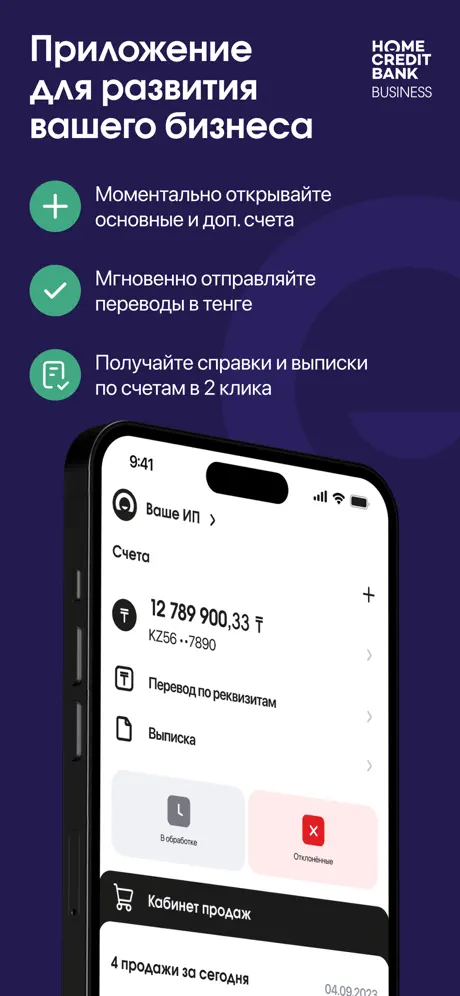 Приложение
для развития
вашего бизнеса
HOME
CREDIT
BANK
BUSINESS
Моментально открывайте
основные и доп. счета
Мгновенно отправляйте
переводы в тенге
Получайте справки и выписки
по счетам в 2 клика
9:41
Ваше ИП
Счета
12 789 900,33 ₸
KZ56 ••7890
Перевод по реквизитам
Выписка
В обработке
Отклонённые
Кабинет продаж
4 продажи за сегодня
04.09.2023